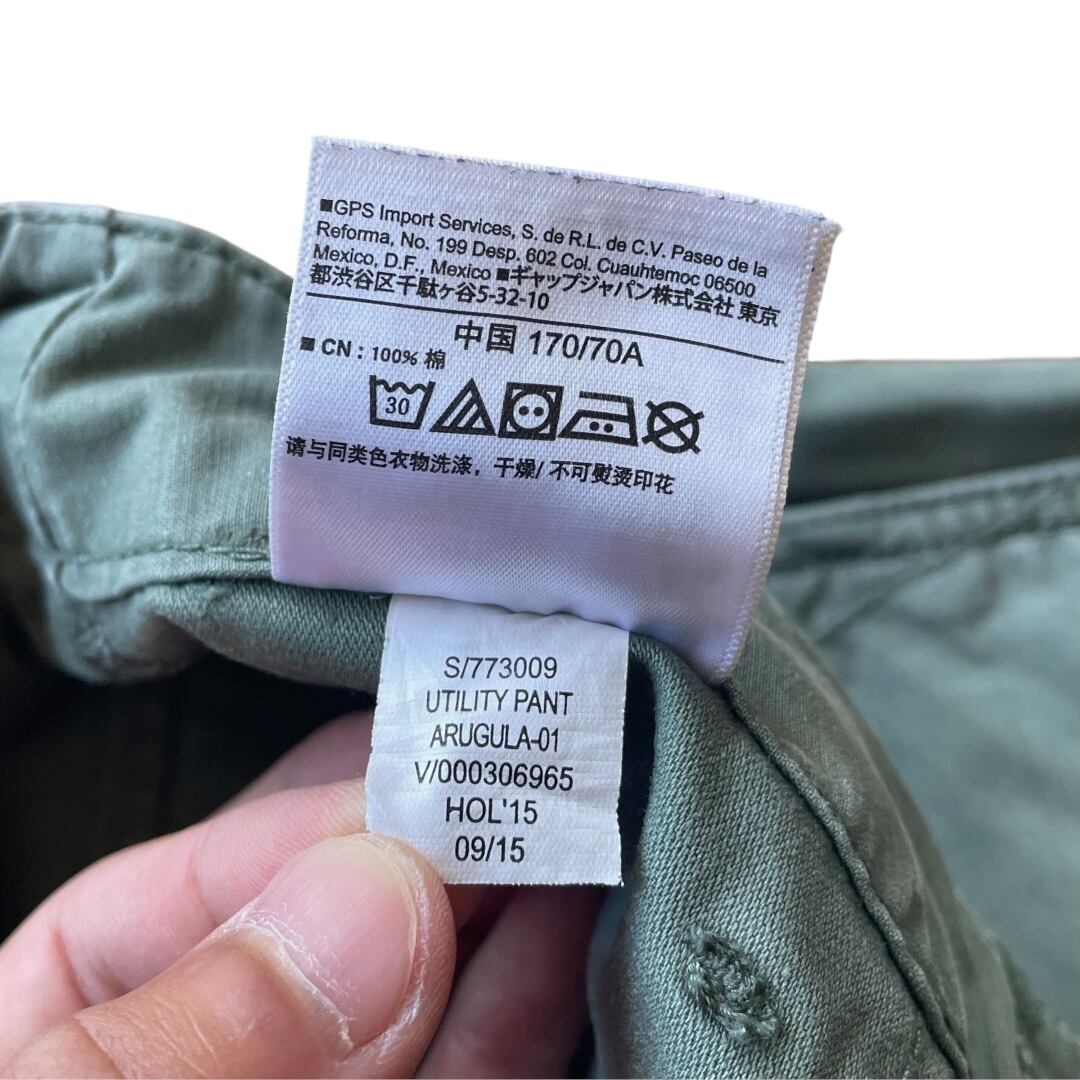 ■GPS Import Services, S. de R.L. de C.V. Paseo de la
Reforma, No. 199 Desp. 602 Col. Cuauhtemoc 06500
Mexico, D.F., Mexico ■ギャップジャパン株式会社 東京
都渋谷区千駄ヶ谷5-32-10
中国 170/70A
■ CN : 100% 棉
30
请与同类色衣物洗涤, 干燥/ 不可熨烫印花
S/773009
UTILITY PANT
ARUGULA-01
V/000306965
HOL'15
09/15